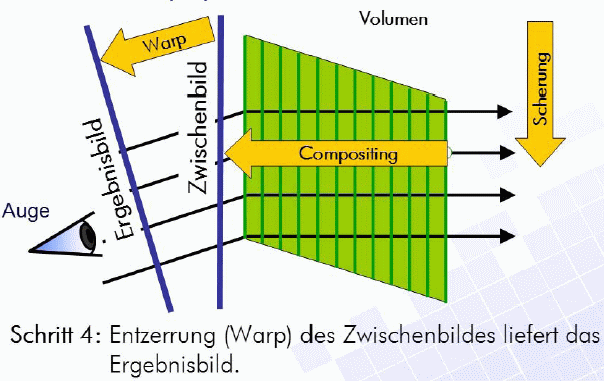 Volumen
Warp
Zwischenbild
Ergebnisbild
Scherung
Compositing
Auge
Schritt 4: Entzerrung (Warp) des Zwischenbildes liefert das
Ergebnisbild.